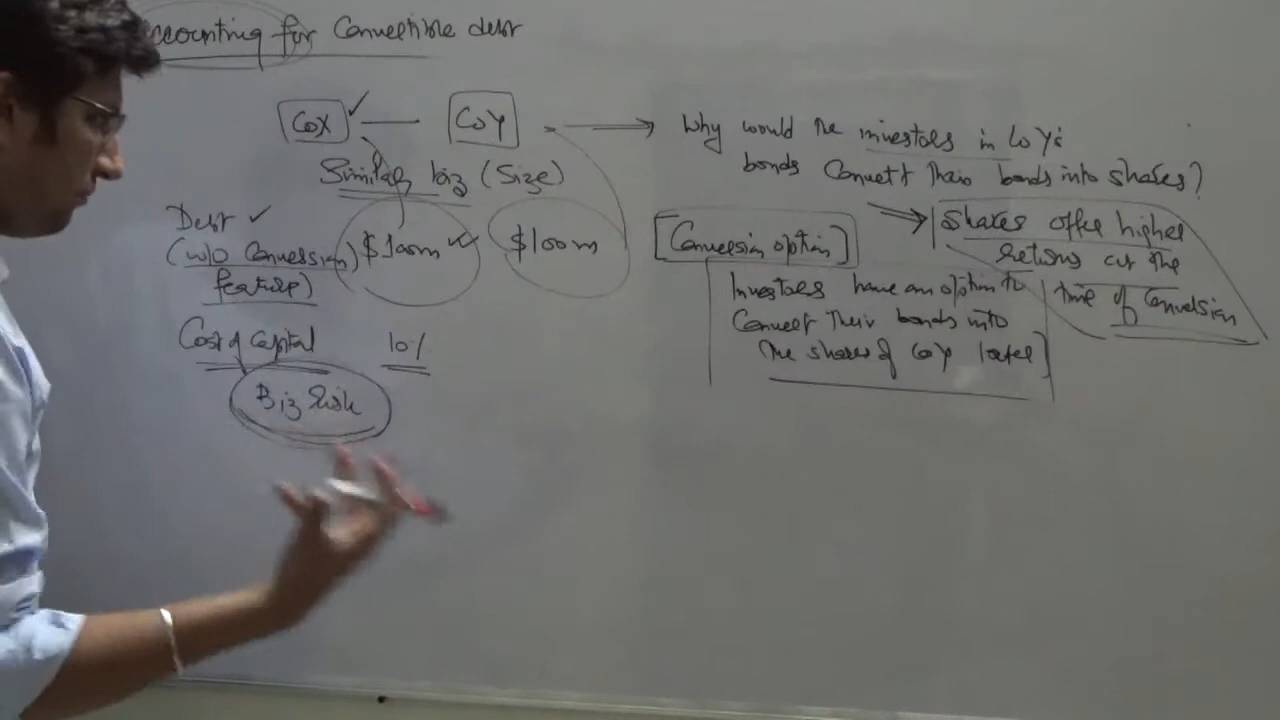 ccounting for Convertible debt
CoX ✓ — CoY → Why would the investors in Co Y's
bonds convert their bonds into shares?
Similar biz (Size)
Debt ✓
(w/o Conversion
feature)
$100m ✓ $100m
[Conversion option]
→ Shares offer higher
returns at the
time of Conversion
Investors have an option to
Convert their bonds into
the shares of CoY later]
Cost of Capital 10%
Biz Risk